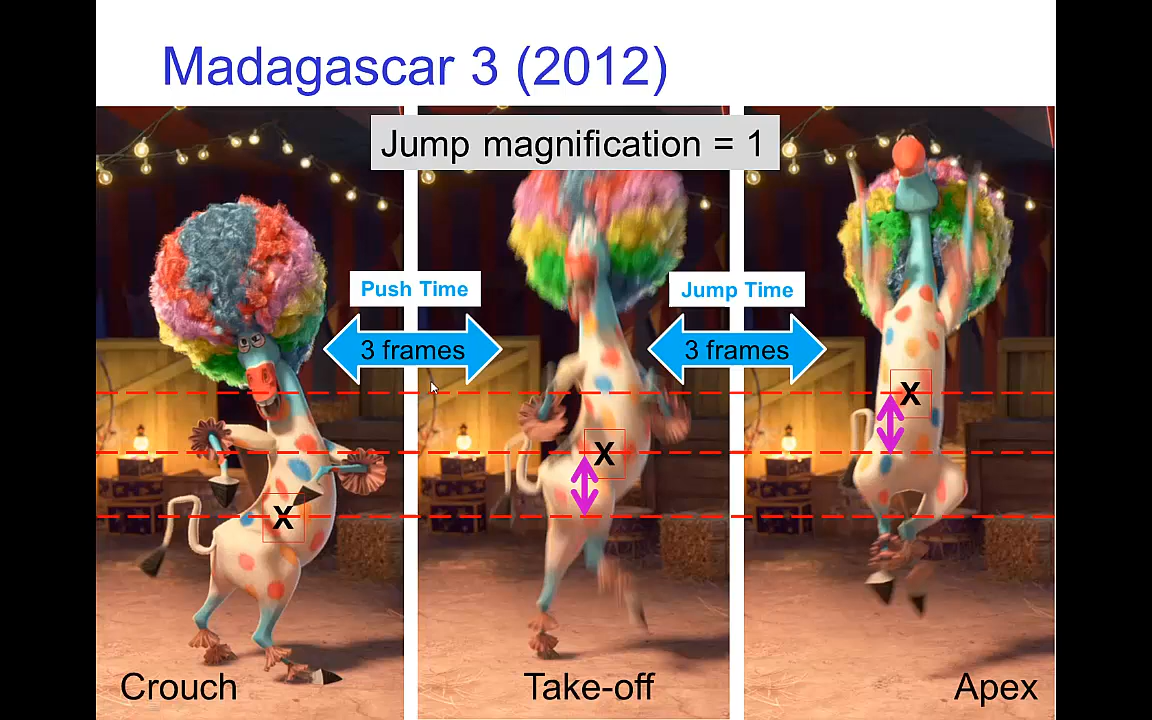 Madagascar 3 (2012)
Jump magnification = 1
Push Time
Jump Time
3 frames
3 frames
X
X
X
Crouch
Take-off
Apex